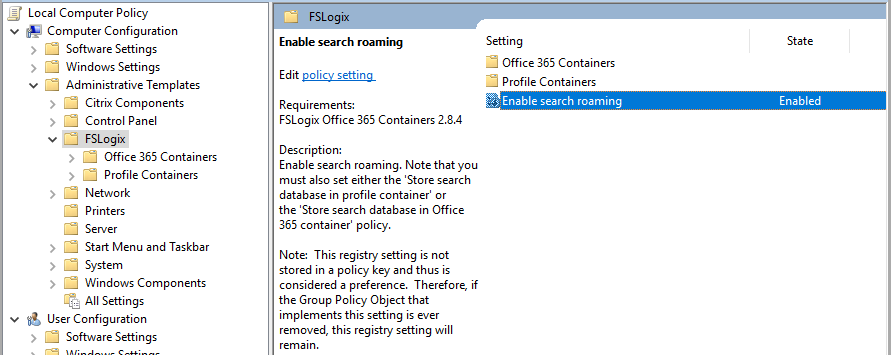 Local Computer Policy
Computer Configuration
Software Settings
Windows Settings
Administrative Templates
Citrix Components
Control Panel
FSLogix
Office 365 Containers
Profile Containers
Network
Printers
Server
Start Menu and Taskbar
System
Windows Components
All Settings
User Configuration
Software Settings
Windows Settings
FSLogix
Enable search roaming
Edit policy setting
Requirements:
FSLogix Office 365 Containers 2.8.4
Description:
Enable search roaming. Note that you
must also set either the 'Store search
database in profile container' or
the 'Store search database in Office
365 container' policy.
Note:  This registry setting is not
stored in a policy key and thus is
considered a preference.  Therefore, if
the Group Policy Object that
implements this setting is ever
removed, this registry setting will
remain.
Setting State
Office 365 Containers
Profile Containers
Enable search roaming Enabled